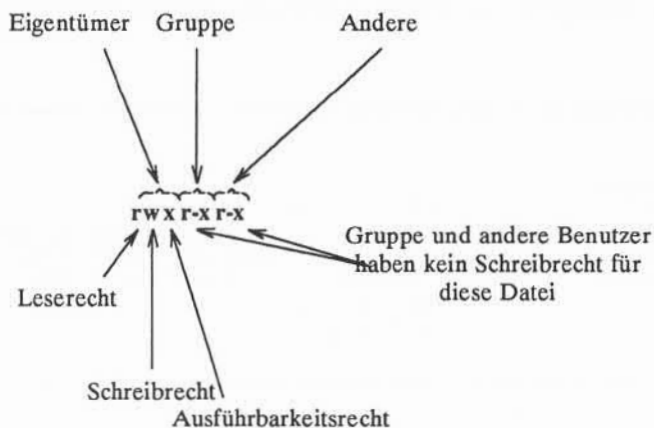 Eigentümer Gruppe Andere
rwx r-x r-x
Gruppe und andere Benutzer
haben kein Schreibrecht für
diese Datei
Leserecht
Schreibrecht
Ausführbarkeitsrecht